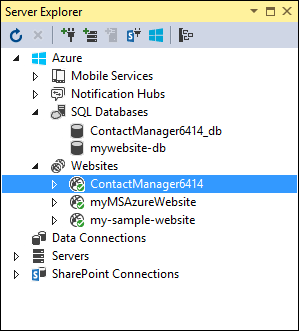 Server Explorer
Azure
Mobile Services
Notification Hubs
SQL Databases
ContactManager6414_db
mywebsite-db
Websites
ContactManager6414
myMSAzureWebsite
my-sample-website
Data Connections
Servers
SharePoint Connections